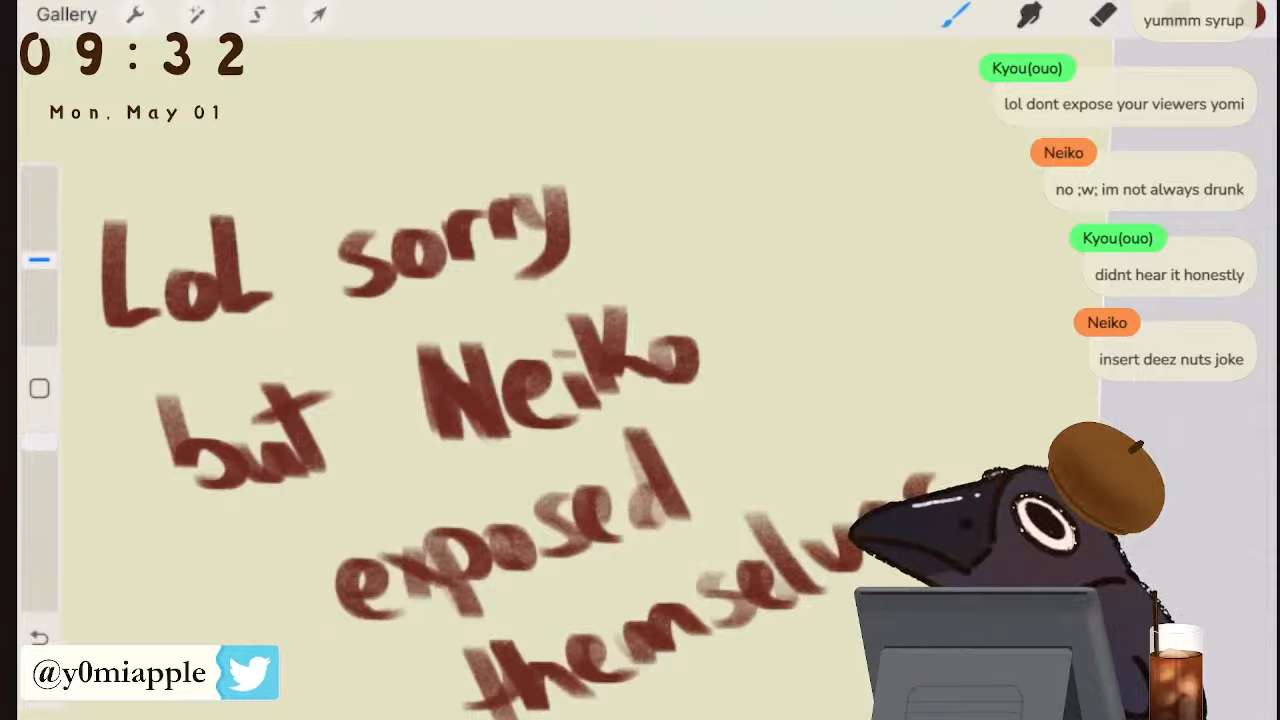 Gallery
09:32
Mon, May 01
yummm syrup
Kyou(ouo)
lol dont expose your viewers yomi
Neiko
no ;w; im not always drunk
Kyou(ouo)
didnt hear it honestly
Neiko
insert deez nuts joke
LoL sorry
but Neiko
exposed
themselves
@y0miapple